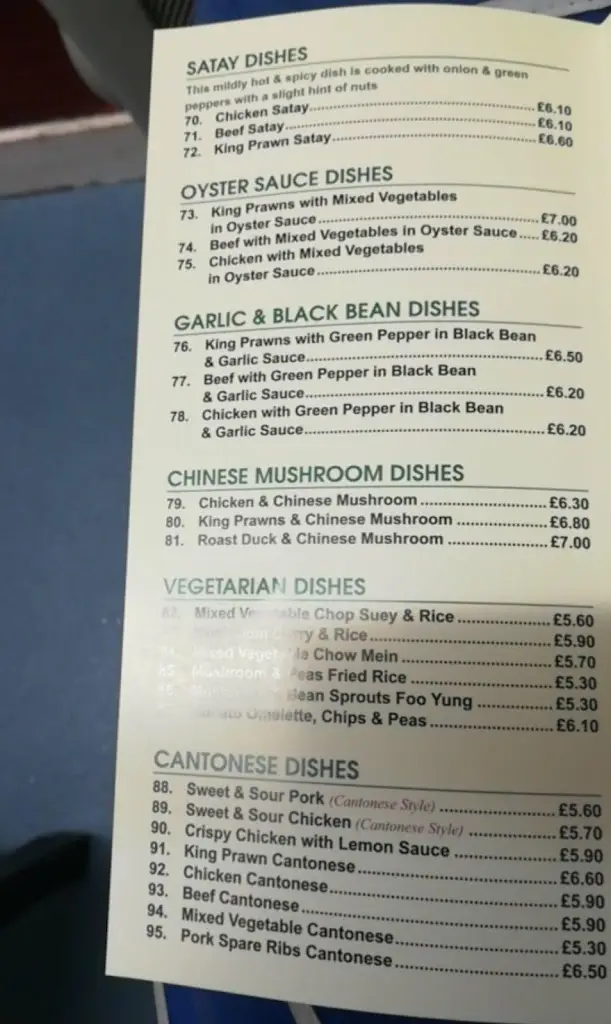 SATAY DISHES
This mildly hot & spicy dish is cooked with onion & green
peppers with a slight hint of nuts
70. Chicken Satay £6.10
71. Beef Satay £6.10
72. King Prawn Satay £6.60
OYSTER SAUCE DISHES
73. King Prawns with Mixed Vegetables
in Oyster Sauce £7.00
74. Beef with Mixed Vegetables in Oyster Sauce £6.20
75. Chicken with Mixed Vegetables
in Oyster Sauce £6.20
GARLIC & BLACK BEAN DISHES
76. King Prawns with Green Pepper in Black Bean
& Garlic Sauce £6.50
77. Beef with Green Pepper in Black Bean
& Garlic Sauce £6.20
78. Chicken with Green Pepper in Black Bean
& Garlic Sauce £6.20
CHINESE MUSHROOM DISHES
79. Chicken & Chinese Mushroom £6.30
80. King Prawns & Chinese Mushroom £6.80
81. Roast Duck & Chinese Mushroom £7.00
VEGETARIAN DISHES
82. Mixed Vegetable Chop Suey & Rice £5.60
& Rice £5.90
Mixed Vegetable Chow Mein £5.70
85. Mushroom & Peas Fried Rice £5.30
Bean Sprouts Foo Yung £5.30
Omelette, Chips & Peas £6.10
CANTONESE DISHES
88. Sweet & Sour Pork (Cantonese Style) £5.60
89. Sweet & Sour Chicken (Cantonese Style) £5.70
90. Crispy Chicken with Lemon Sauce £5.90
91. King Prawn Cantonese £6.60
92. Chicken Cantonese £5.90
93. Beef Cantonese £5.90
94. Mixed Vegetable Cantonese £5.30
95. Pork Spare Ribs Cantonese £6.50